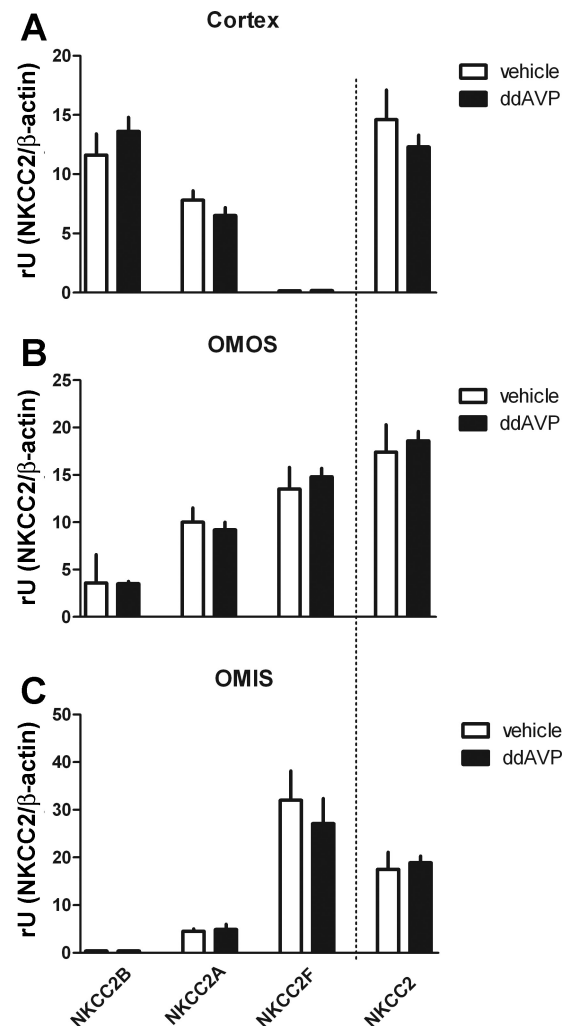 A
Cortex
rU (NKCC2/β-actin)
20
15
10
5
0
vehicle
ddAVP
B
OMOS
rU (NKCC2/β-actin)
25
20
15
10
5
0
vehicle
ddAVP
C
OMIS
rU (NKCC2/β-actin)
50
40
30
20
10
0
vehicle
ddAVP
NKCC2B
NKCC2A
NKCC2F
NKCC2